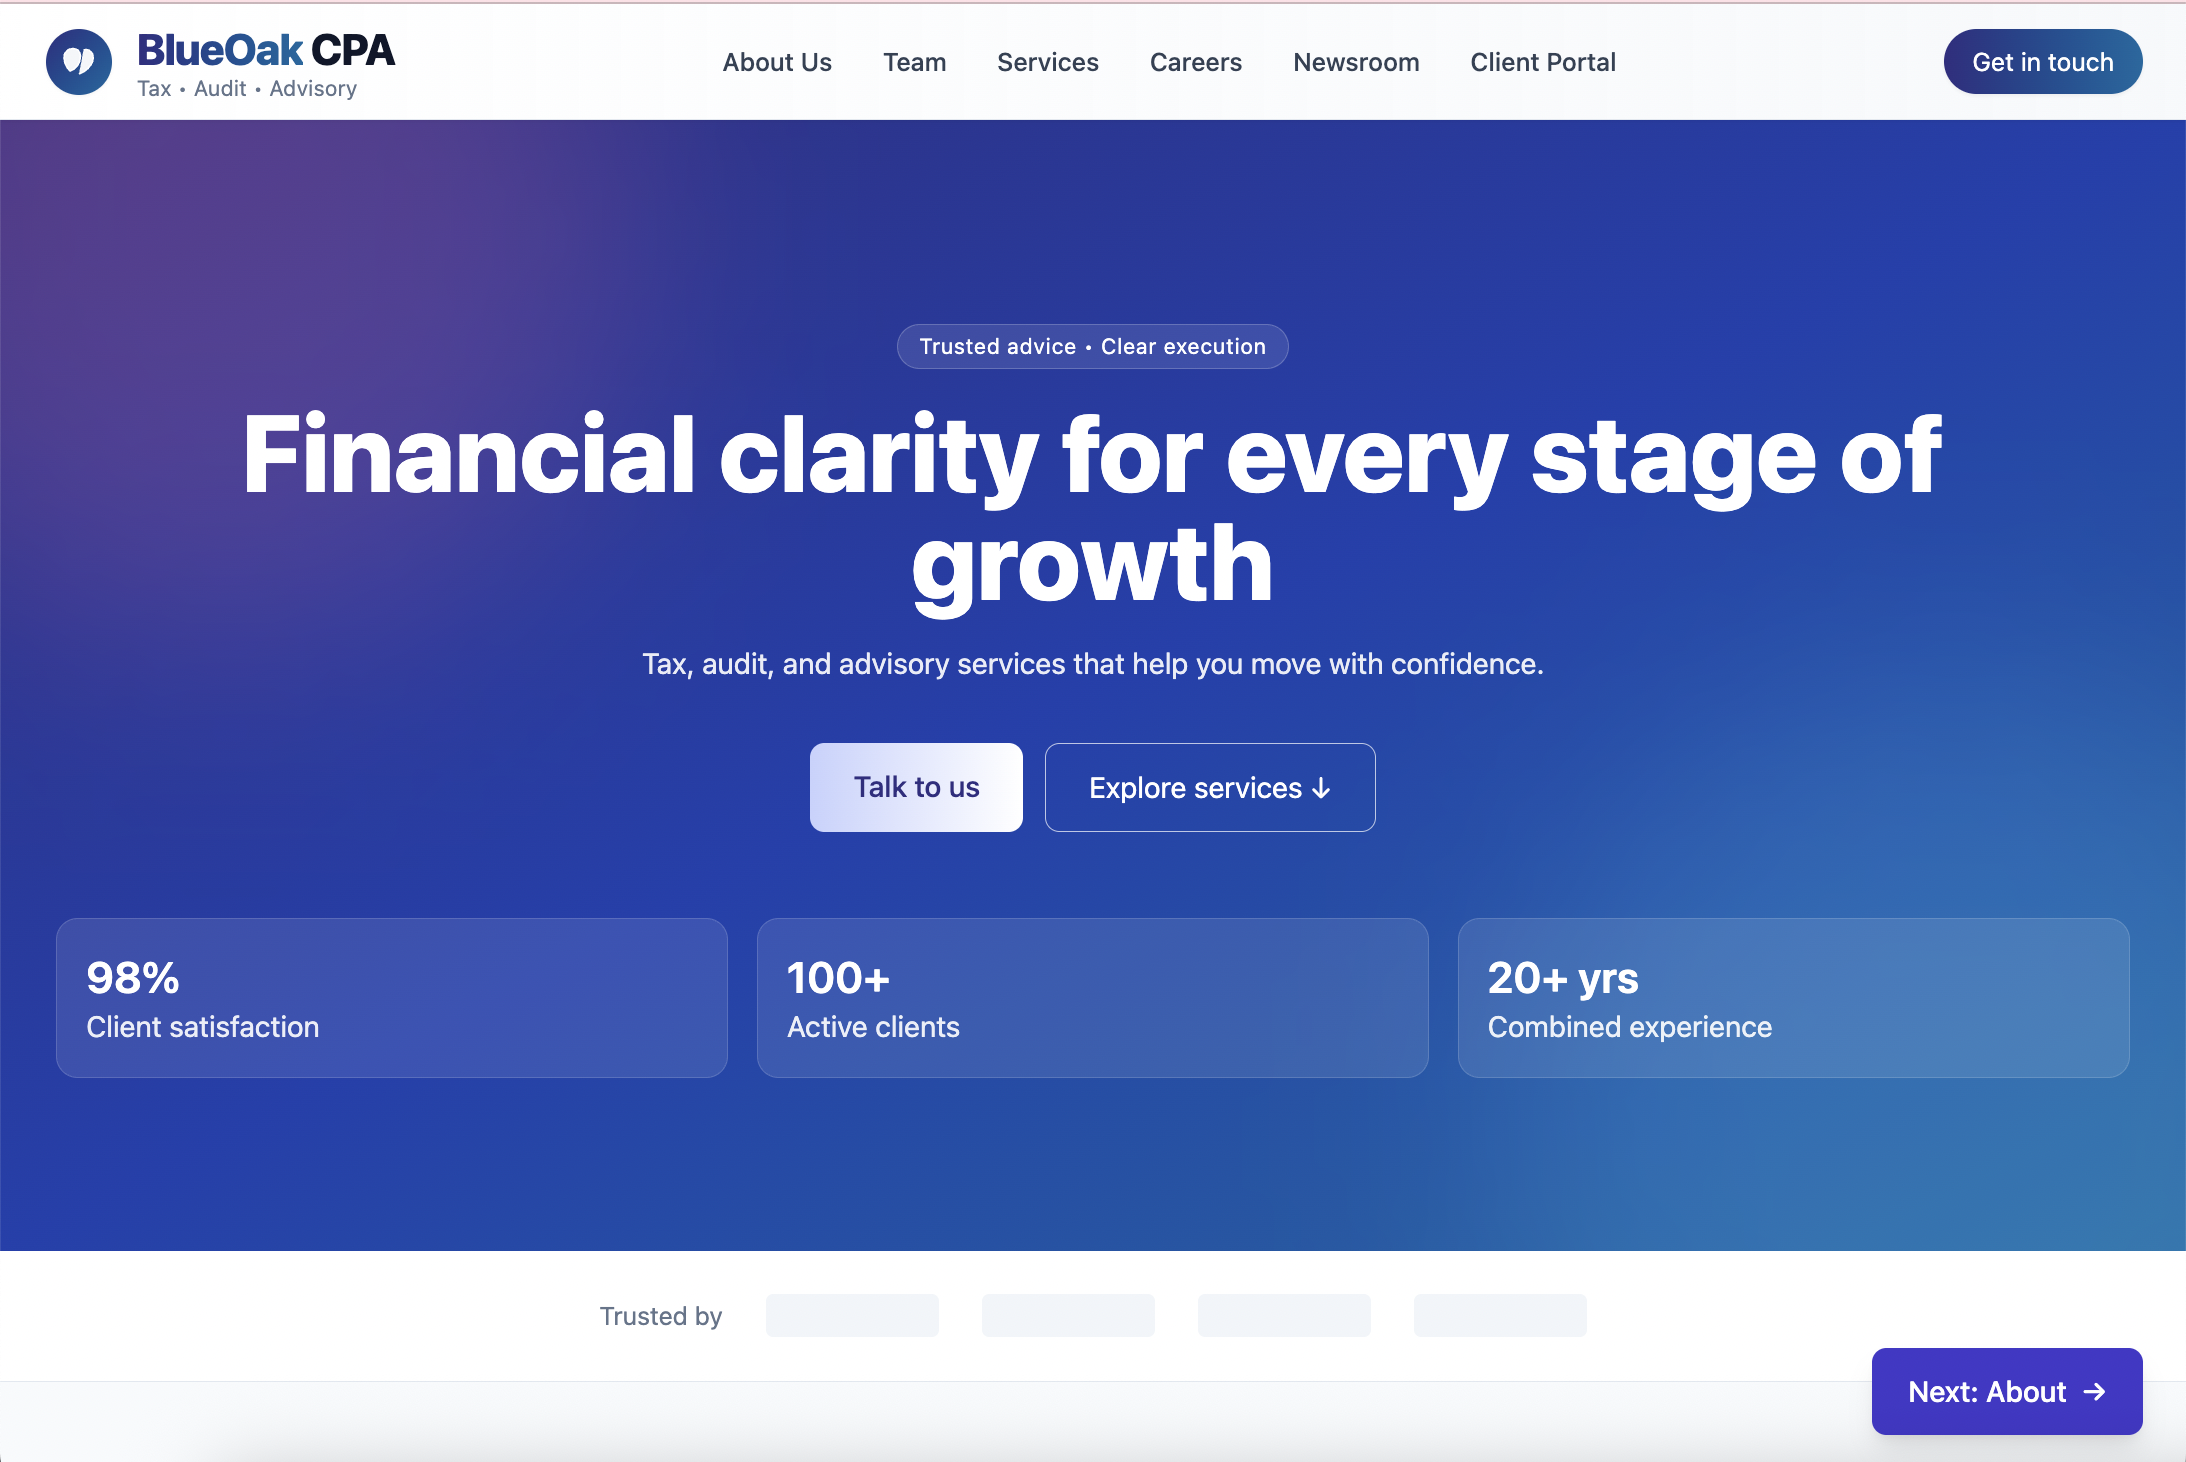 BlueOak CPA
Tax • Audit • Advisory
About Us
Team
Services
Careers
Newsroom
Client Portal
Get in touch
Trusted advice • Clear execution
Financial clarity for every stage of
growth
Tax, audit, and advisory services that help you move with confidence.
Talk to us
Explore services ↓
98%
Client satisfaction
100+
Active clients
20+ yrs
Combined experience
Trusted by
Next: About →